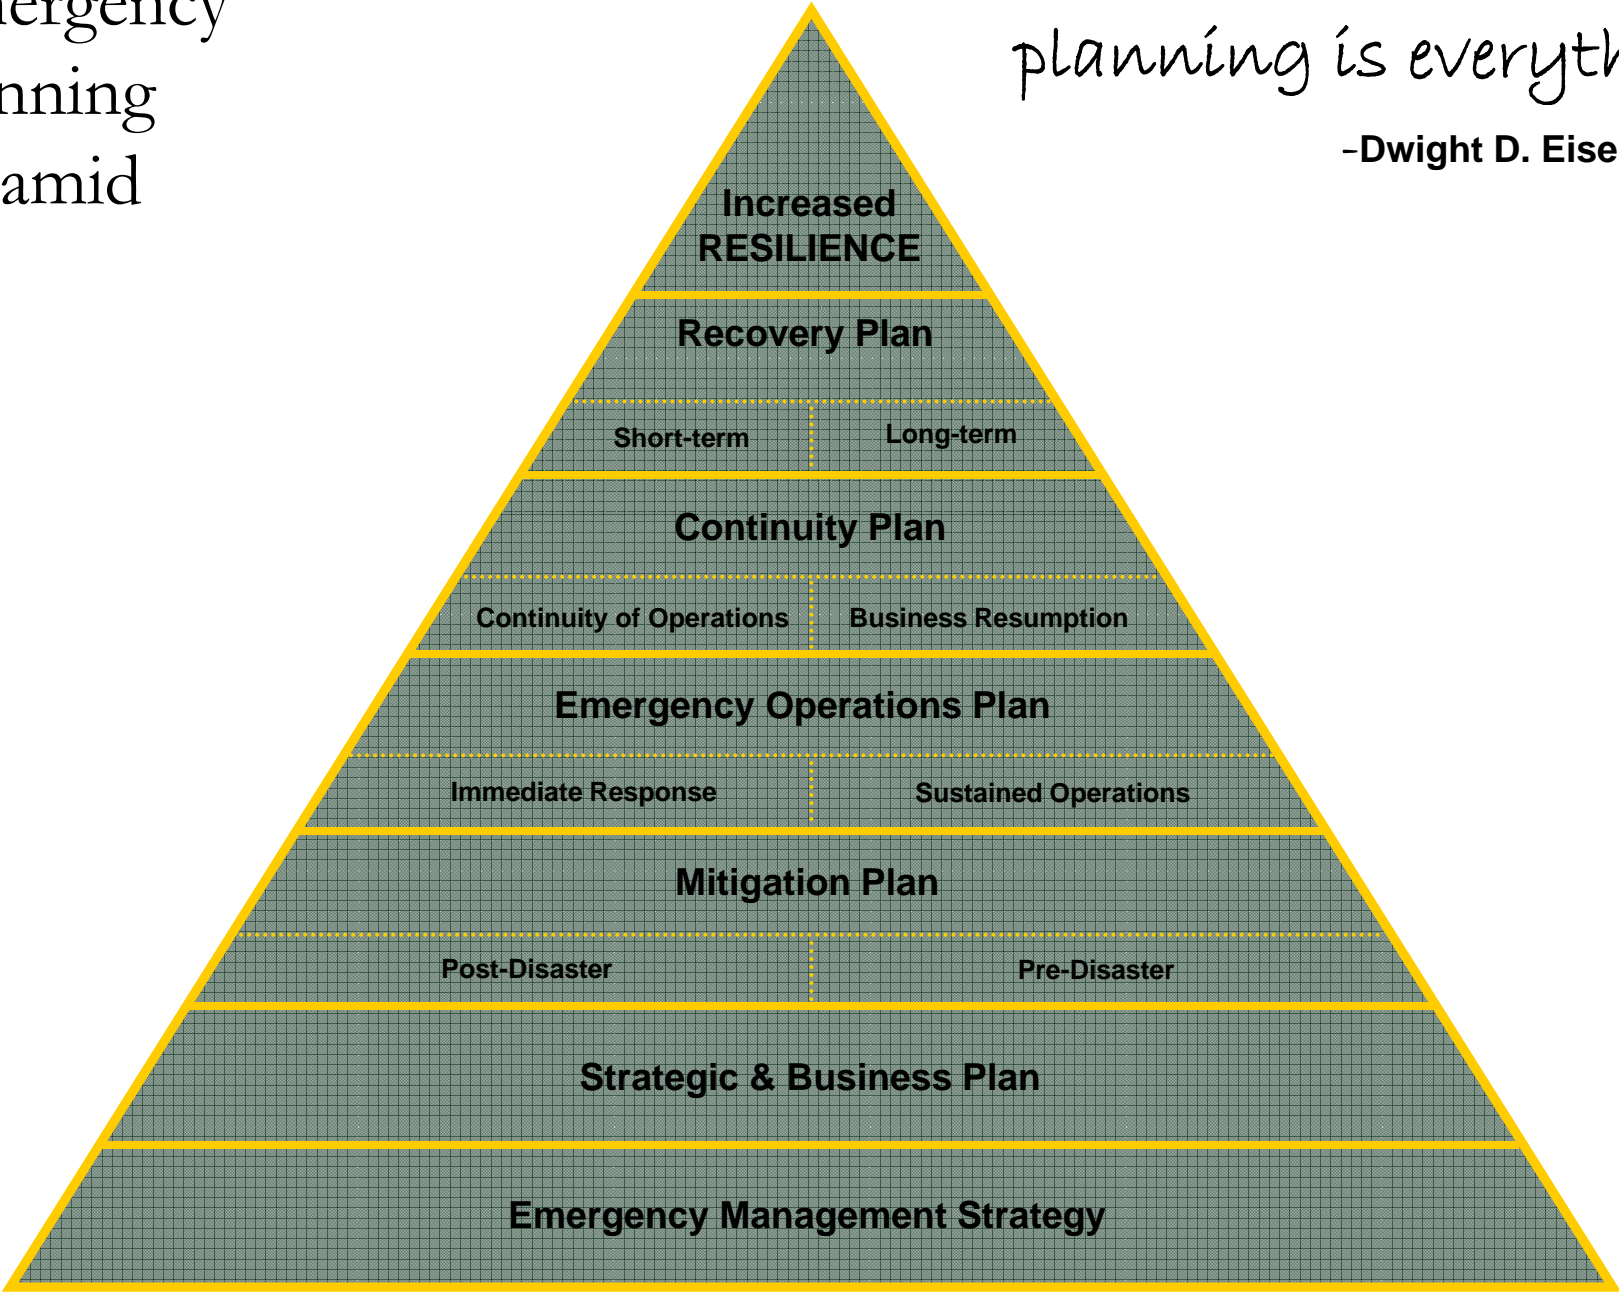 mergency
nning
amid
planning is everyth
-Dwight D. Eise
Increased
RESILIENCE
Recovery Plan
Short-term
Long-term
Continuity Plan
Continuity of Operations
Business Resumption
Emergency Operations Plan
Immediate Response
Sustained Operations
Mitigation Plan
Post-Disaster
Pre-Disaster
Strategic & Business Plan
Emergency Management Strategy